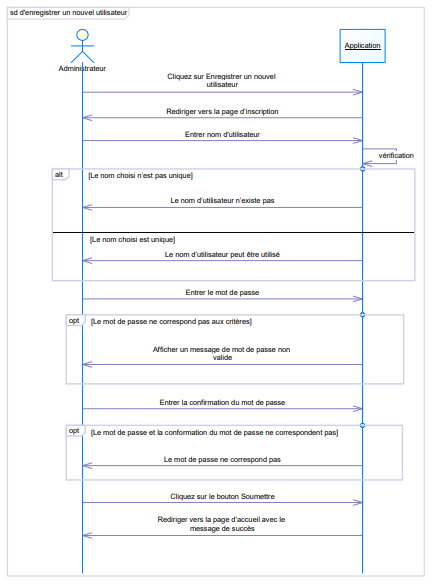 sd d'enregistrer un nouvel utilisateur
Administrateur
Application
Cliquez sur Enregistrer un nouvel
utilisateur
Rediriger vers la page d'inscription
Entrer nom d'utilisateur
vérification
alt
[Le nom choisi n'est pas unique]
Le nom d'utilisateur n'existe pas
[Le nom choisi est unique]
Le nom d'utilisateur peut être utilisé
Entrer le mot de passe
opt
[Le mot de passe ne correspond pas aux critères]
Afficher un message de mot de passe non
valide
Entrer la confirmation du mot de passe
opt
[Le mot de passe et la conformation du mot de passe ne correspondent pas]
Le mot de passe ne correspond pas
Cliquez sur le bouton Soumettre
Rediriger vers la page d'accueil avec le
message de succès